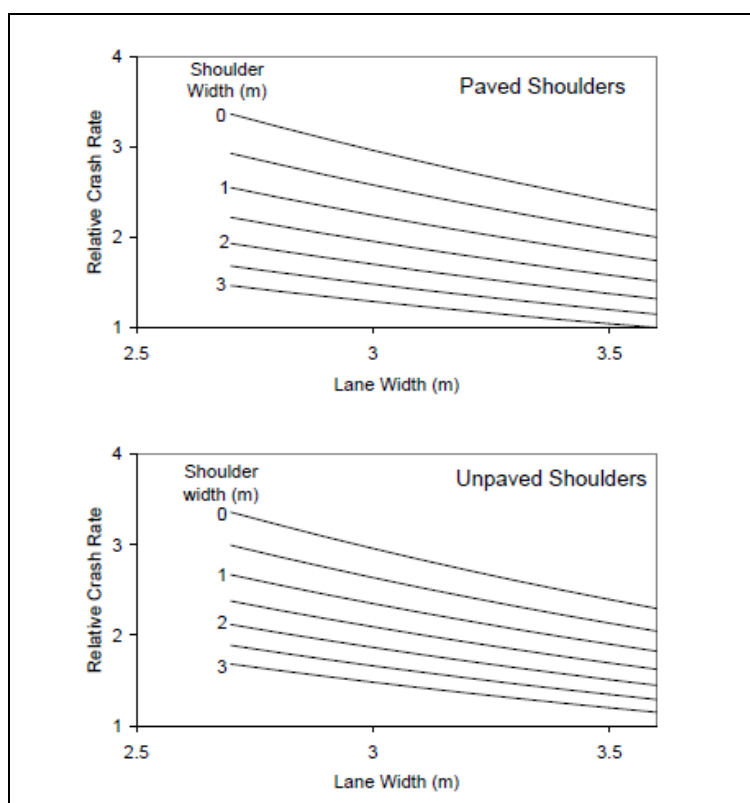 4
Shoulder
Width (m)
Paved Shoulders
0
3
1
2
2
3
1
2.5
3
3.5
Relative Crash Rate
Lane Width (m)
4
Shoulder
width (m)
Unpaved Shoulders
0
3
1
2
2
3
1
2.5
3
3.5
Relative Crash Rate
Lane Width (m)